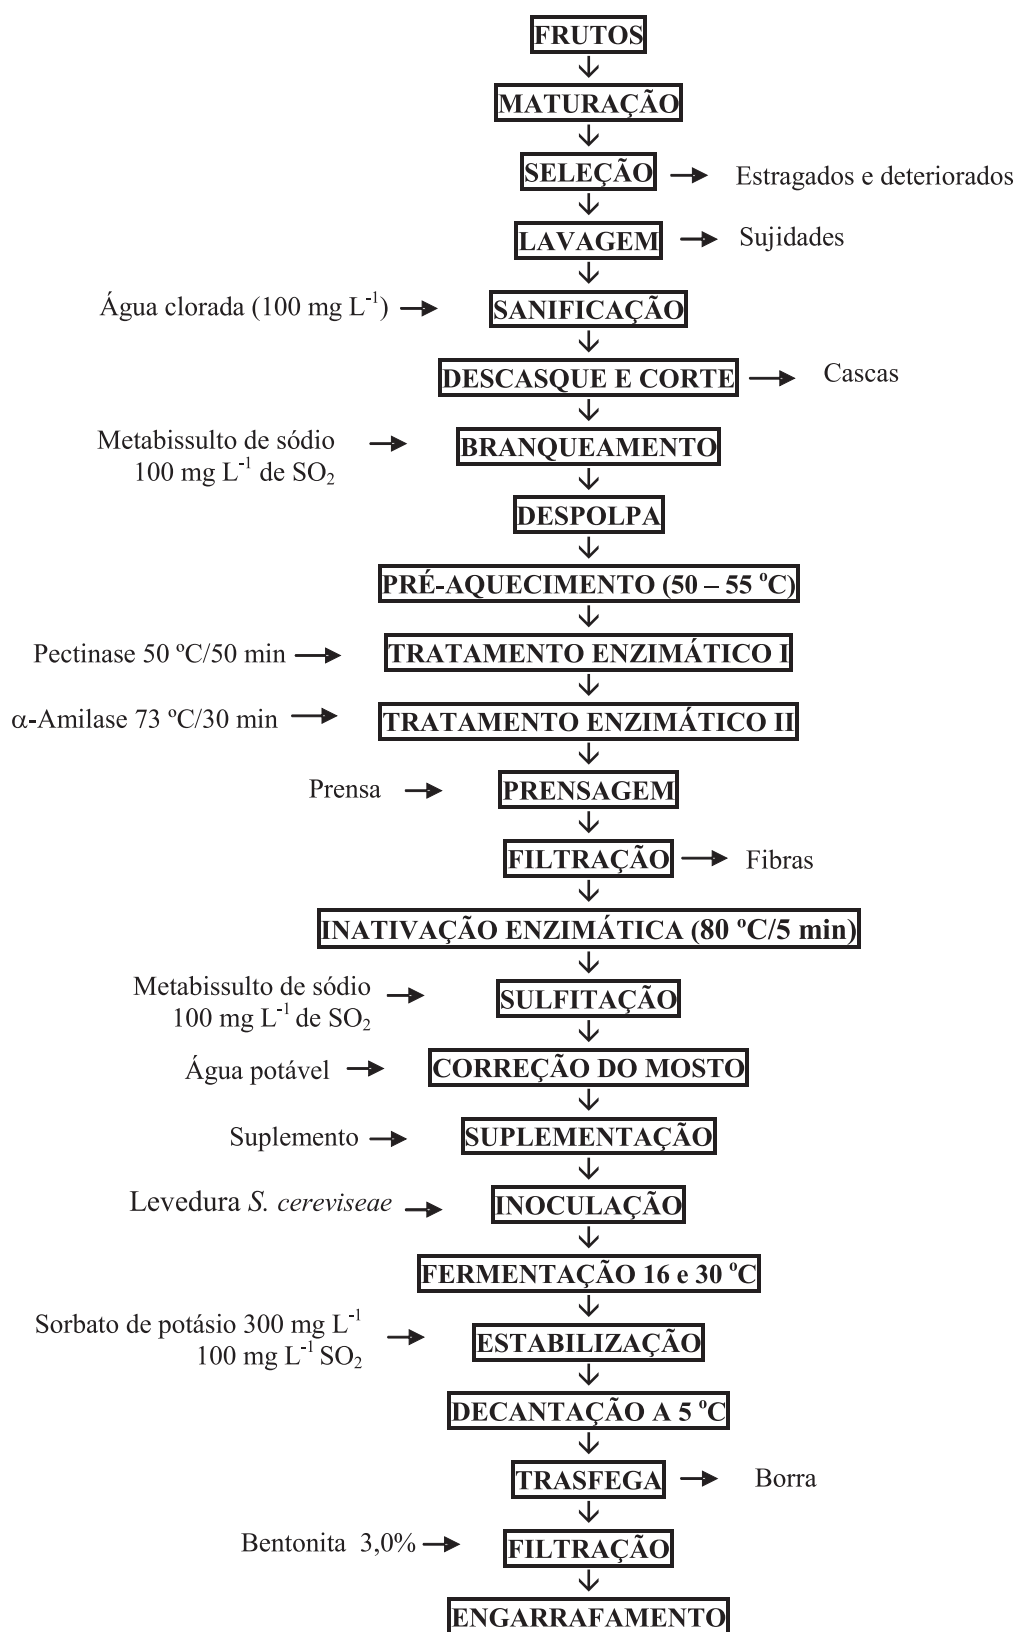 FRUTOS
MATURAÇÃO
SELEÇÃO
Estragados e deteriorados
LAVAGEM
Sujidades
Água clorada (100 mg L⁻¹)
SANIFICAÇÃO
DESCASQUE E CORTE
Cascas
Metabissulto de sódio
100 mg L⁻¹ de SO₂
BRANQUEAMENTO
DESPOLPA
PRÉ-AQUECIMENTO (50 – 55 ºC)
Pectinase 50 ºC/50 min
TRATAMENTO ENZIMÁTICO I
α-Amilase 73 ºC/30 min
TRATAMENTO ENZIMÁTICO II
Prensa
PRENSAGEM
FILTRAÇÃO
Fibras
INATIVAÇÃO ENZIMÁTICA (80 ºC/5 min)
Metabissulto de sódio
100 mg L⁻¹ de SO₂
SULFITAÇÃO
Água potável
CORREÇÃO DO MOSTO
Suplemento
SUPLEMENTAÇÃO
Levedura S. cereviseae
INOCULAÇÃO
FERMENTAÇÃO 16 e 30 ºC
Sorbato de potásio 300 mg L⁻¹
100 mg L⁻¹ SO₂
ESTABILIZAÇÃO
DECANTAÇÃO A 5 ºC
TRASFEGA
Borra
Bentonita 3,0%
FILTRAÇÃO
ENGARRAFAMENTO